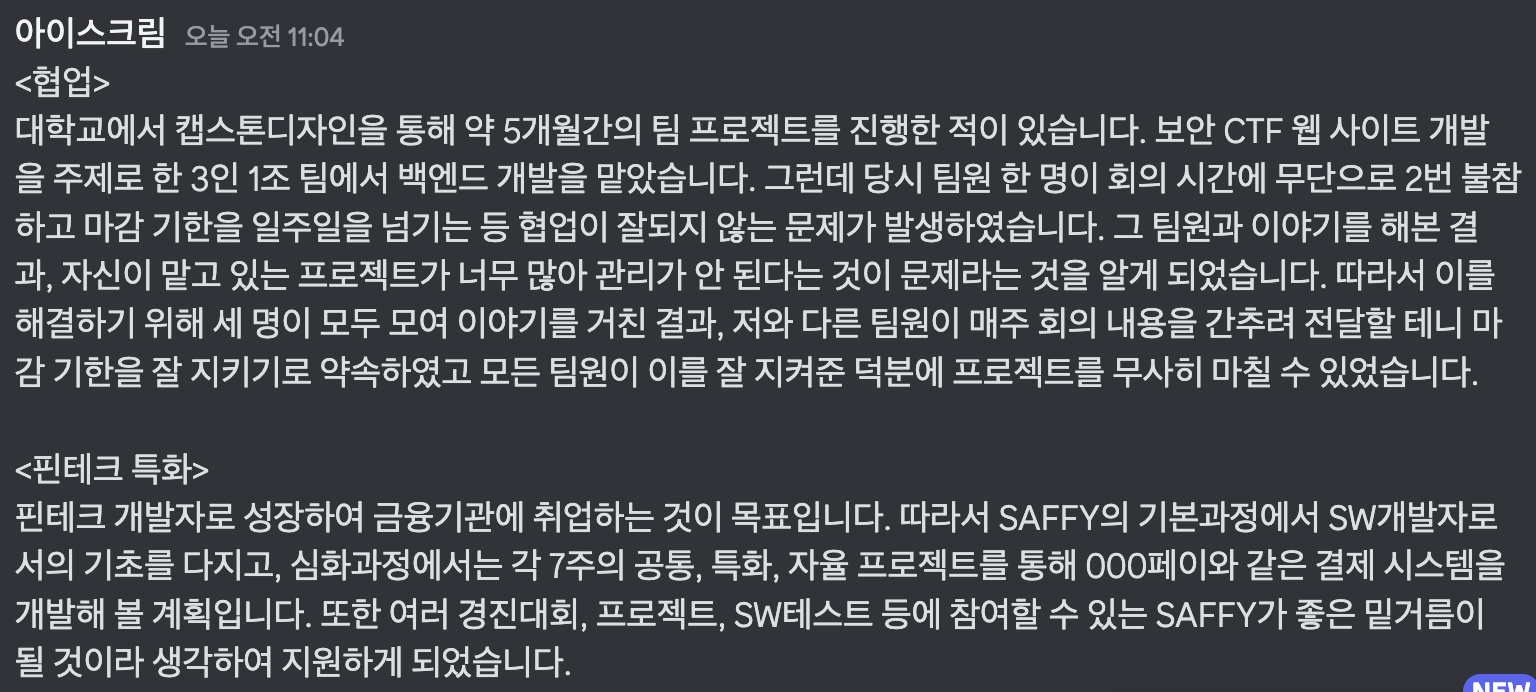 아이스크림 오늘 오전 11:04
<협업>
대학교에서 캡스톤디자인을 통해 약 5개월간의 팀 프로젝트를 진행한 적이 있습니다. 보안 CTF 웹 사이트 개발
을 주제로 한 3인 1조 팀에서 백엔드 개발을 맡았습니다. 그런데 당시 팀원 한 명이 회의 시간에 무단으로 2번 불참
하고 마감 기한을 일주일을 넘기는 등 협업이 잘되지 않는 문제가 발생하였습니다. 그 팀원과 이야기를 해본 결
과, 자신이 맡고 있는 프로젝트가 너무 많아 관리가 안 된다는 것이 문제라는 것을 알게 되었습니다. 따라서 이를
해결하기 위해 세 명이 모두 모여 이야기를 거친 결과, 저와 다른 팀원이 매주 회의 내용을 간추려 전달할 테니 마
감 기한을 잘 지키기로 약속하였고 모든 팀원이 이를 잘 지켜준 덕분에 프로젝트를 무사히 마칠 수 있었습니다.
<핀테크 특화>
핀테크 개발자로 성장하여 금융기관에 취업하는 것이 목표입니다. 따라서 SAFFY의 기본과정에서 SW개발자로
서의 기초를 다지고, 심화과정에서는 각 7주의 공통, 특화, 자율 프로젝트를 통해 000페이와 같은 결제 시스템을
개발해 볼 계획입니다. 또한 여러 경진대회, 프로젝트, SW테스트 등에 참여할 수 있는 SAFFY가 좋은 밑거름이
될 것이라 생각하여 지원하게 되었습니다.
NEW